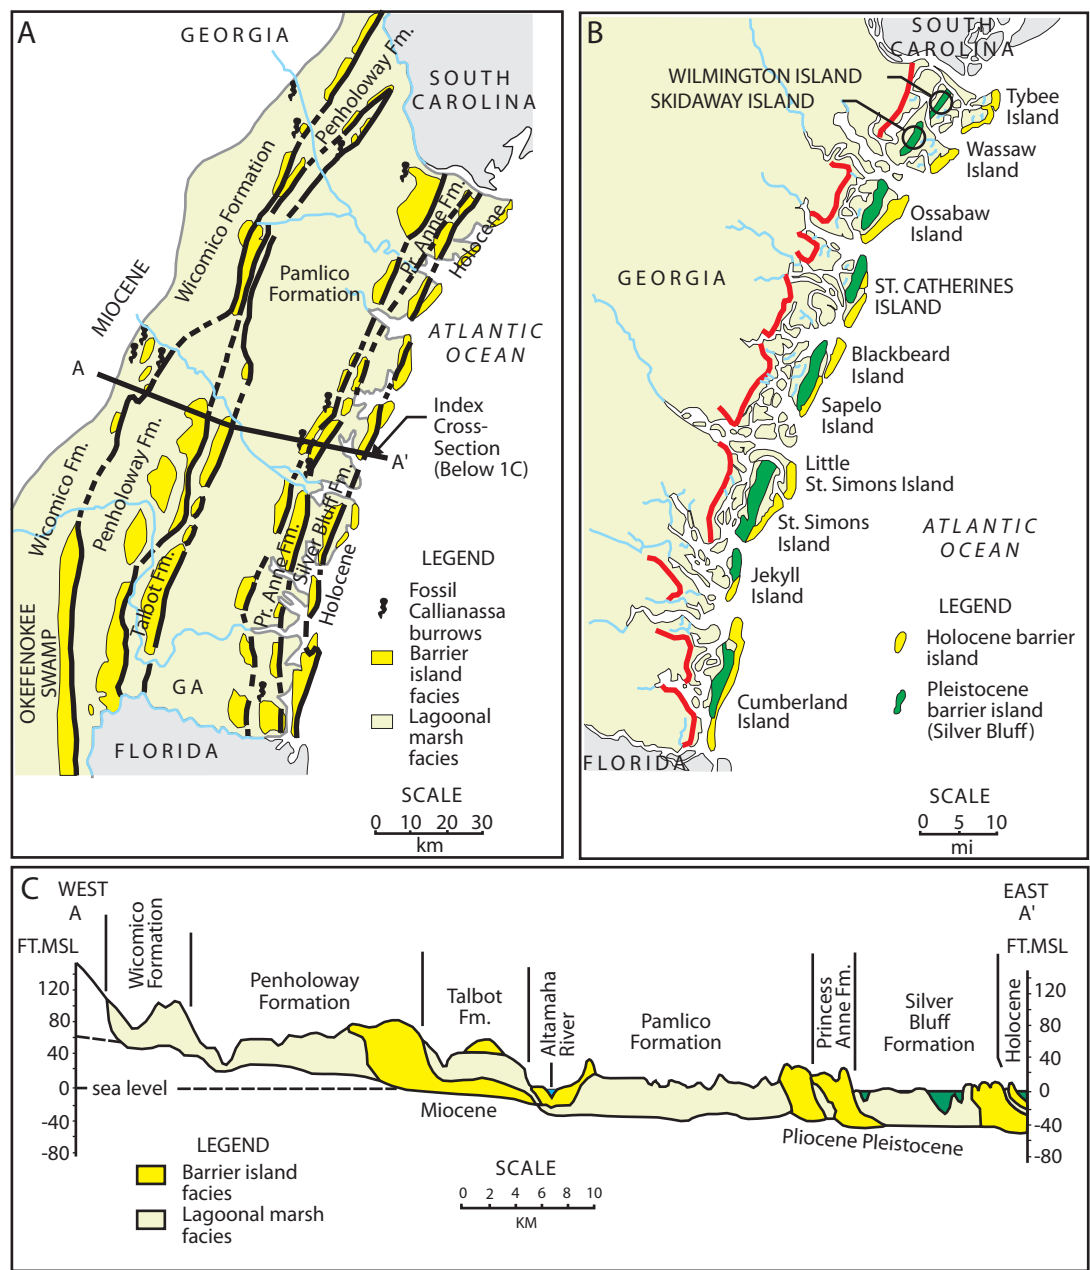 A
GEORGIA
SOUTH
CAROLINA
Penholoway Fm.
Wicomico Formation
MIOCENE
Pamlico
Formation
Pr. Anne Fm.
Holocene
ATLANTIC
OCEAN
A
A'
Index
Cross-
Section
(Below 1C)
Wicomico Fm.
Penholoway Fm.
Talbot Fm.
Pr. Anne Fm.
Silver Bluff Fm.
Holocene
OKEFENOKEE
SWAMP
GA
FLORIDA
LEGEND
Fossil
Callianassa
burrows
Barrier
island
facies
Lagoonal
marsh
facies
SCALE
0 10 20 30
km
B
SOUTH
CAROLINA
WILMINGTON ISLAND
SKIDAWAY ISLAND
Tybee
Island
Wassaw
Island
Ossabaw
Island
GEORGIA
ST. CATHERINES
ISLAND
Blackbeard
Island
Sapelo
Island
Little
St. Simons Island
St. Simons
Island
ATLANTIC
OCEAN
Jekyll
Island
Cumberland
Island
FLORIDA
LEGEND
Holocene barrier
island
Pleistocene
barrier island
(Silver Bluff)
SCALE
0 5 10
mi
C
WEST
A
EAST
A'
FT.MSL
FT.MSL
Wicomico
Formation
Penholoway
Formation
Talbot
Fm.
Altamaha
River
Pamlico
Formation
Princess
Anne Fm.
Silver
Bluff
Formation
Holocene
120
80
40
0
-40
-80
120
80
40
0
-40
-80
sea level
Miocene
Pliocene Pleistocene
LEGEND
Barrier island
facies
Lagoonal marsh
facies
SCALE
0 2 4 6 8 10
KM